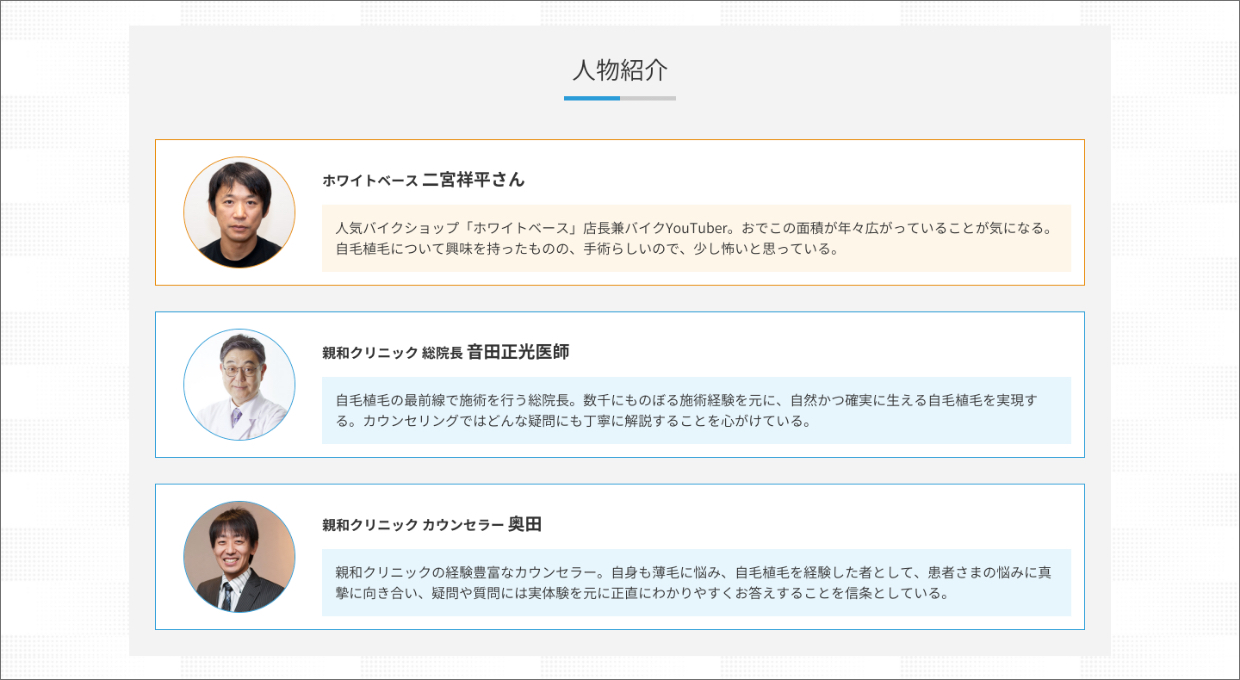 人物紹介
ホワイトベース 二宮祥平さん
人気バイクショップ「ホワイトベース」店長兼バイクYouTuber。おでこの面積が年々広がっていることが気になる。
自毛植毛について興味を持ったものの、手術らしいので、少し怖いと思っている。
親和クリニック 総院長 音田正光医師
自毛植毛の最前線で施術を行う総院長。数千にものぼる施術経験を元に、自然かつ確実に生える自毛植毛を実現す
る。カウンセリングではどんな疑問にも丁寧に解説することを心がけている。
親和クリニック カウンセラー 奥田
親和クリニックの経験豊富なカウンセラー。自身も薄毛に悩み、自毛植毛を経験した者として、患者さまの悩みに真
摯に向き合い、疑問や質問には実体験を元に正直にわかりやすくお答えすることを信条としている。